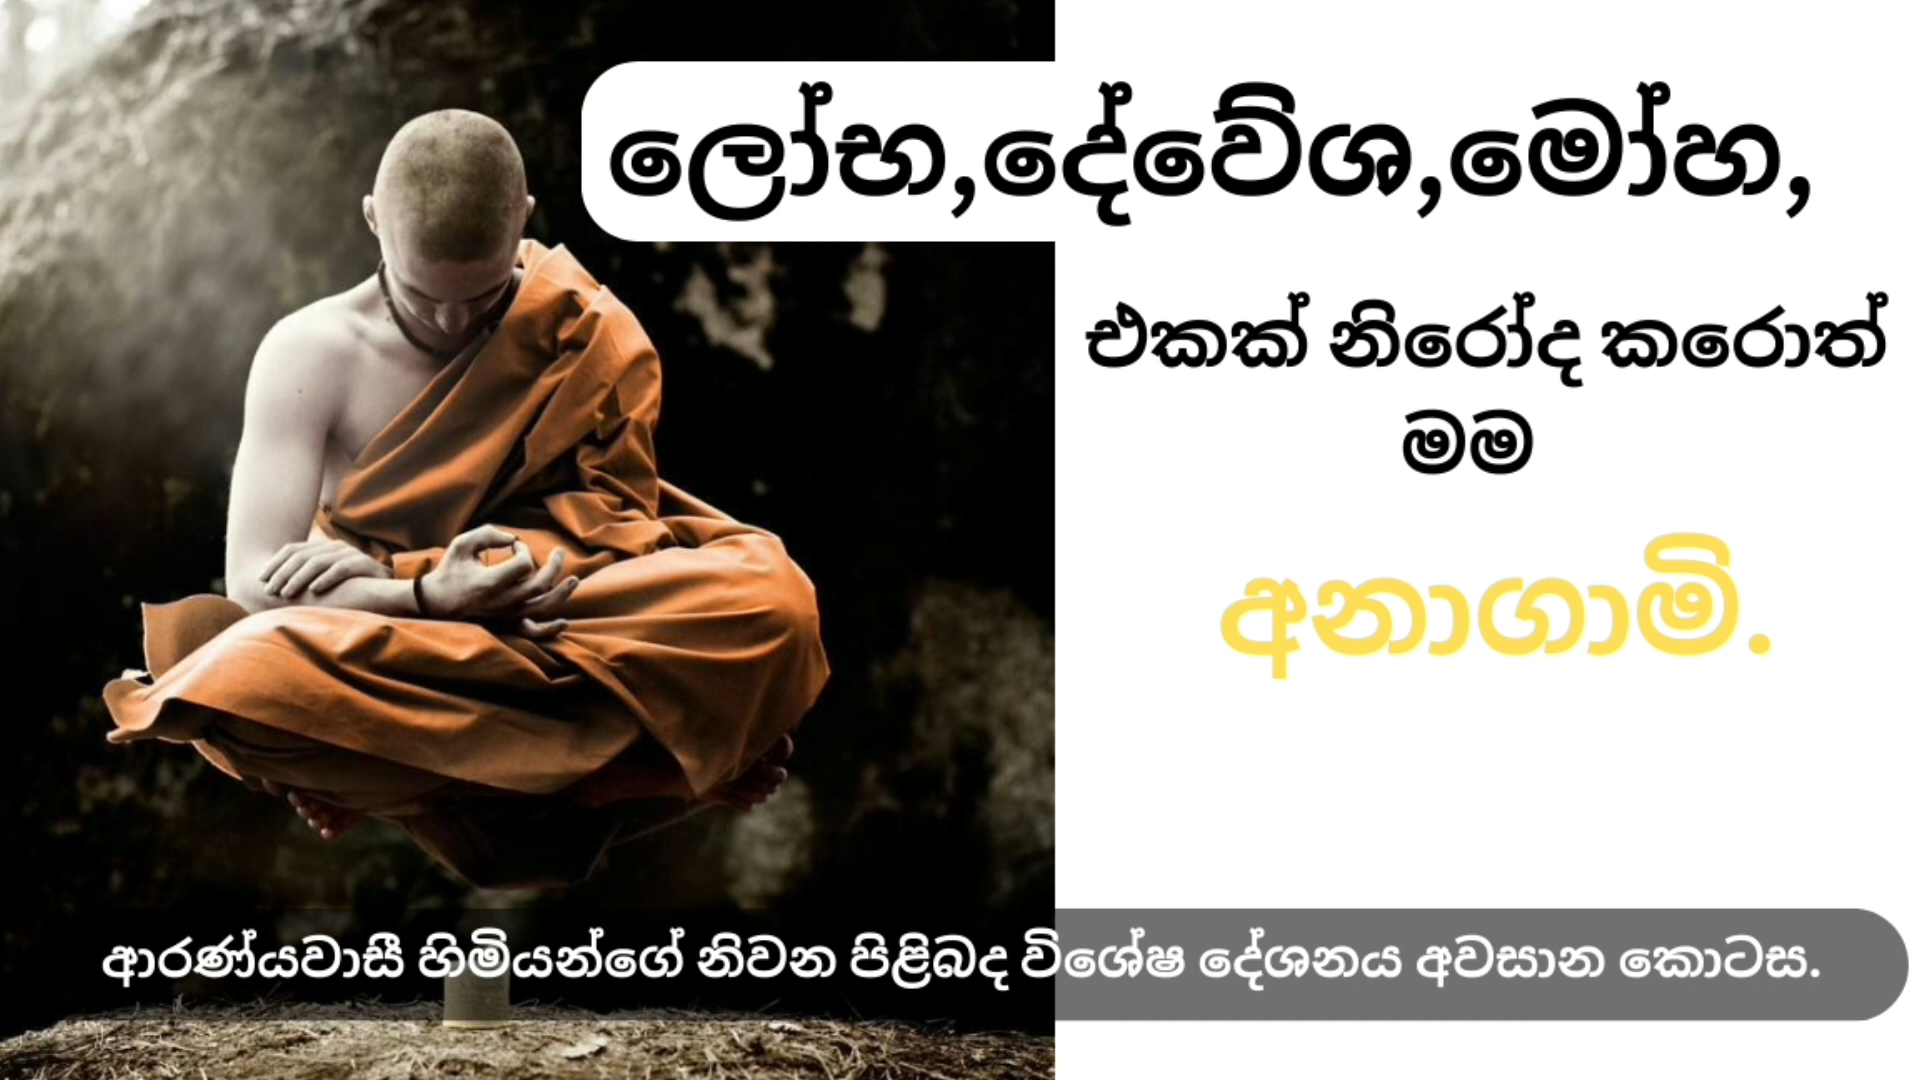 ලෝභ,ද්වේශ,මෝහ,
එකක් නිරෝද කරොත්
මම
අනාගාමි.
ආරණ්යවාසී හිමියන්ගේ නිවන පිළිබද විශේෂ දේශනය අවසාන කොටස.